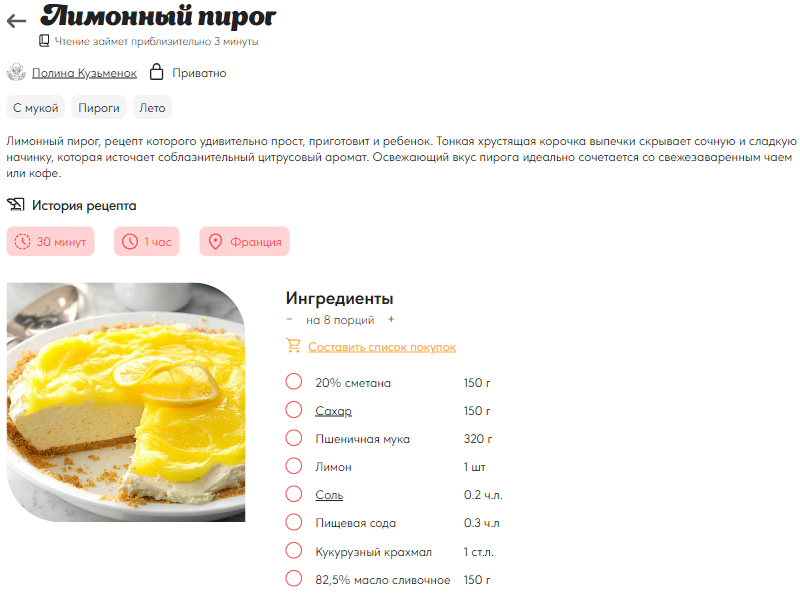 Лимонный пирог
Чтение займет приблизительно 3 минуты
Полина Кузьменок Приватно
С мукой Пироги Лето
Лимонный пирог, рецепт которого удивительно прост, приготовит и ребенок. Тонкая хрустящая корочка выпечки скрывает сочную и сладкую
начинку, которая источает соблазнительный цитрусовый аромат. Освежающий вкус пирога идеально сочетается со свежезаваренным чаем
или кофе.
История рецепта
30 минут 1 час Франция
Ингредиенты
- на 8 порций +
Составить список покупок
20% сметана 150 г
Сахар 150 г
Пшеничная мука 320 г
Лимон 1 шт
Соль 0.2 ч.л.
Пищевая сода 0.3 ч.л
Кукурузный крахмал 1 ст.л.
82,5% масло сливочное 150 г